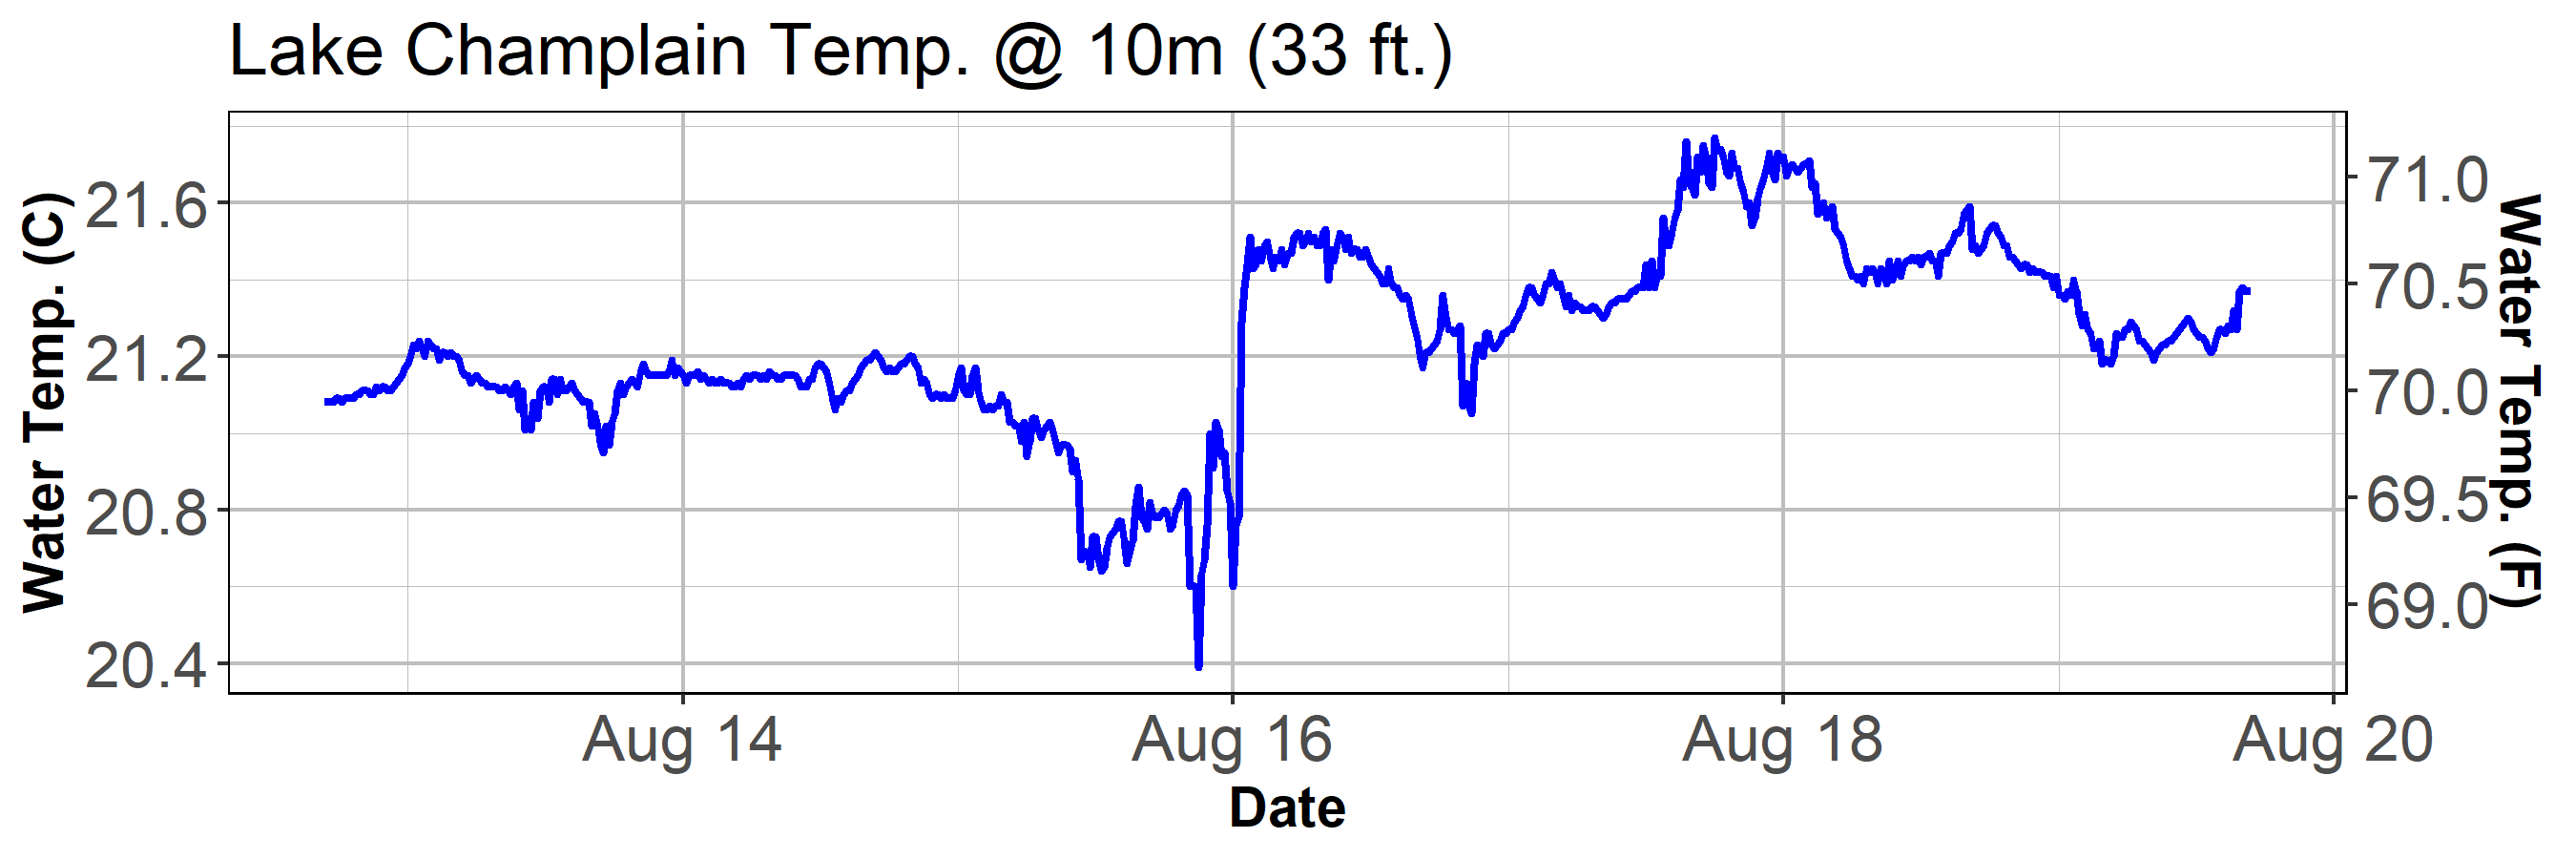 Lake Champlain Temp. @ 10m (33 ft.)
Water Temp. (C)
21.6
21.2
20.8
20.4
71.0
70.5
70.0
69.5
69.0
Water Temp. (F)
Aug 14
Aug 16
Aug 18
Aug 20
Date